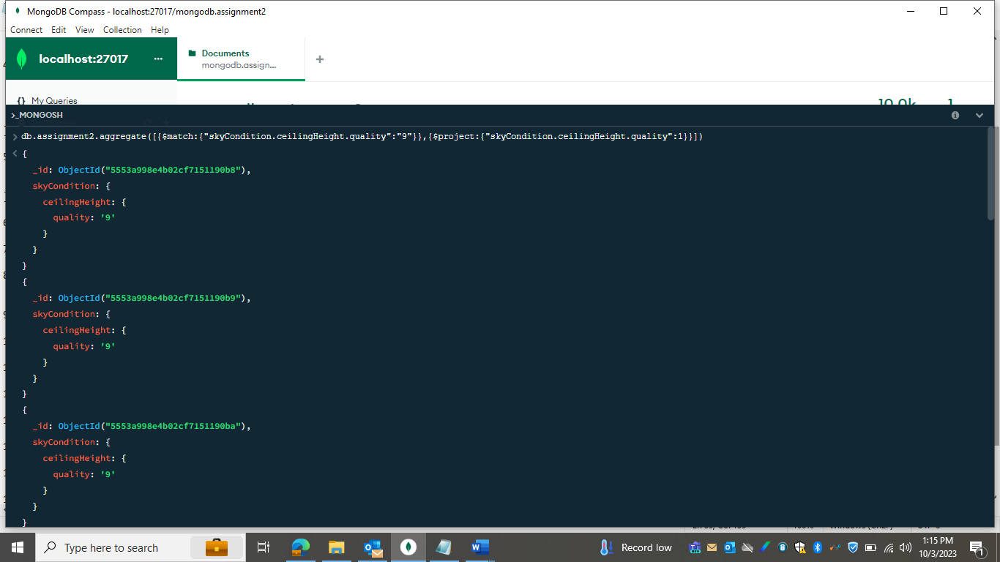 MongoDB Compass - localhost:27017/mongodb.assignment2
Connect Edit View Collection Help
localhost:27017 ...
Documents
mongodb.assign...
{} My Queries
10.0k 1
>_MONGOSH
db.assignment2.aggregate([{$match:{"skyCondition.ceilingHeight.quality":"9"}},{$project:{"skyCondition.ceilingHeight.quality":1}}])
{
_id: ObjectId("5553a998e4b02cf7151190b8"),
skyCondition: {
ceilingHeight: {
quality: '9'
}
}
}
{
_id: ObjectId("5553a998e4b02cf7151190b9"),
skyCondition: {
ceilingHeight: {
quality: '9'
}
}
}
{
_id: ObjectId("5553a998e4b02cf7151190ba"),
skyCondition: {
ceilingHeight: {
quality: '9'
}
}
}
Type here to search
Record low
1:15 PM
10/3/2023
1